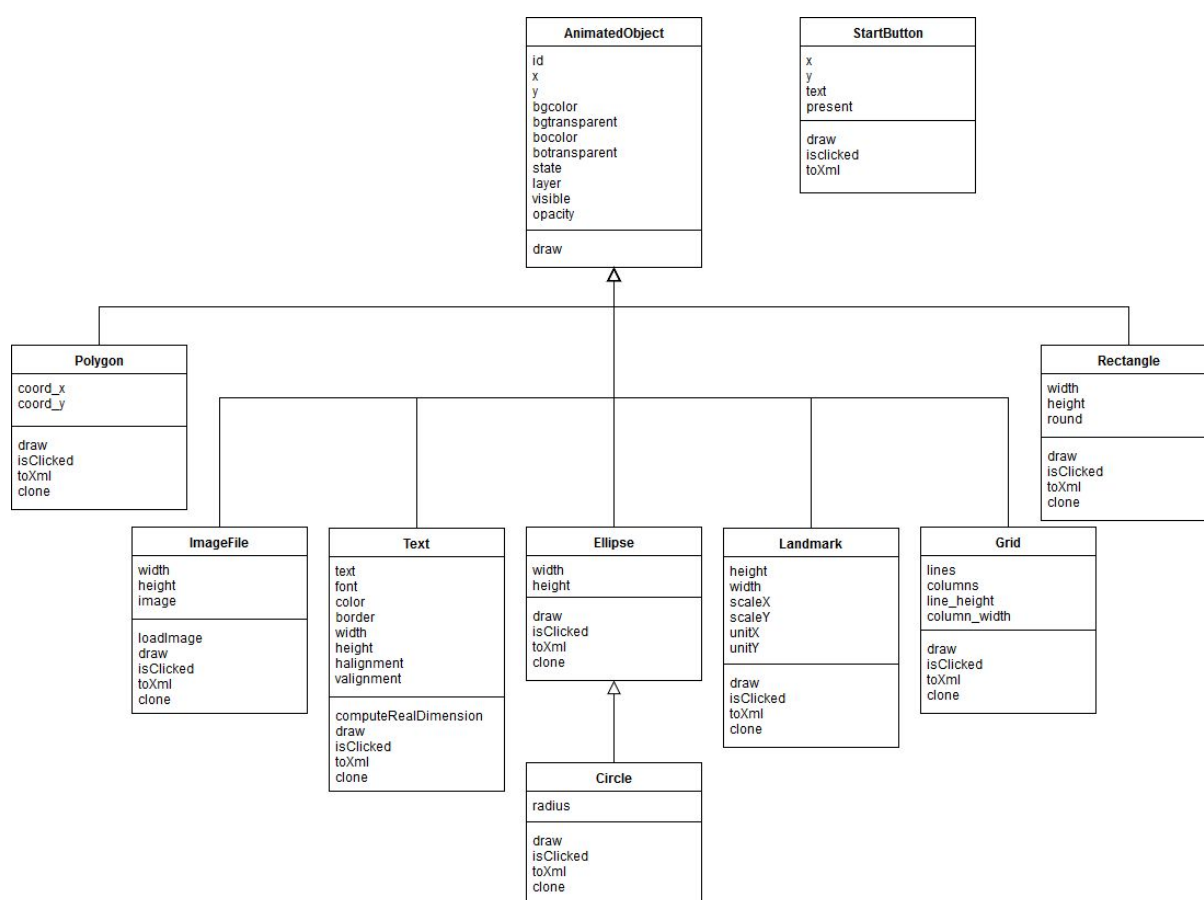 AnimatedObject
id
x
y
bgcolor
bgtransparent
bocolor
botransparent
state
layer
visible
opacity
draw
StartButton
x
y
text
present
draw
isclicked
toXml
Polygon
coord_x
coord_y
draw
isClicked
toXml
clone
Rectangle
width
height
round
draw
isClicked
toXml
clone
ImageFile
width
height
image
loadImage
draw
isClicked
toXml
clone
Text
text
font
color
border
width
height
halignment
valignment
computeRealDimension
draw
isClicked
toXml
clone
Ellipse
width
height
draw
isClicked
toXml
clone
Landmark
height
width
scaleX
scaleY
unitX
unitY
draw
isClicked
toXml
clone
Grid
lines
columns
line_height
column_width
draw
isClicked
toXml
clone
Circle
radius
draw
isClicked
toXml
clone